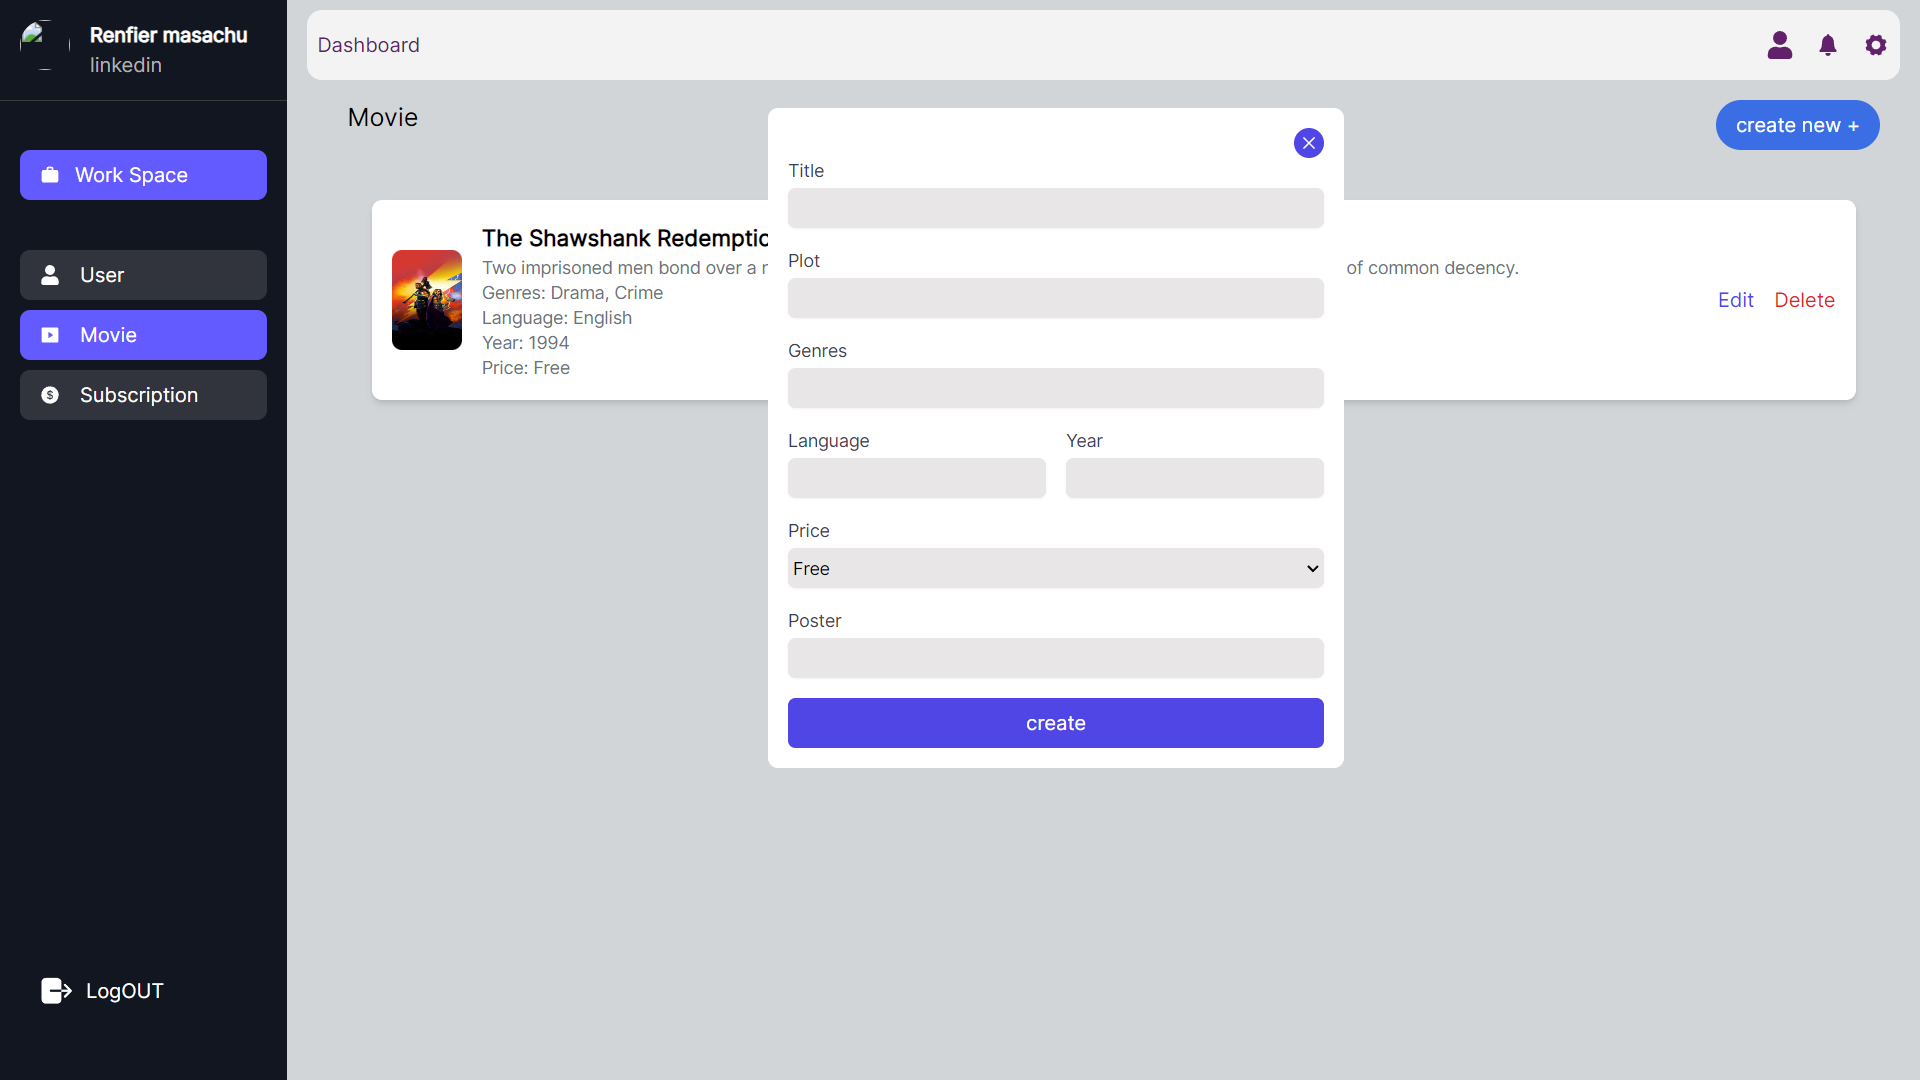 Renfier masachu
linkedin
Work Space
User
Movie
Subscription
LogOUT
Dashboard
Movie
create new +
The Shawshank Redemptio
Two imprisoned men bond over a r
of common decency.
Genres: Drama, Crime
Language: English
Year: 1994
Price: Free
Edit Delete
Title
Plot
Genres
Language Year
Price
Free
Poster
create